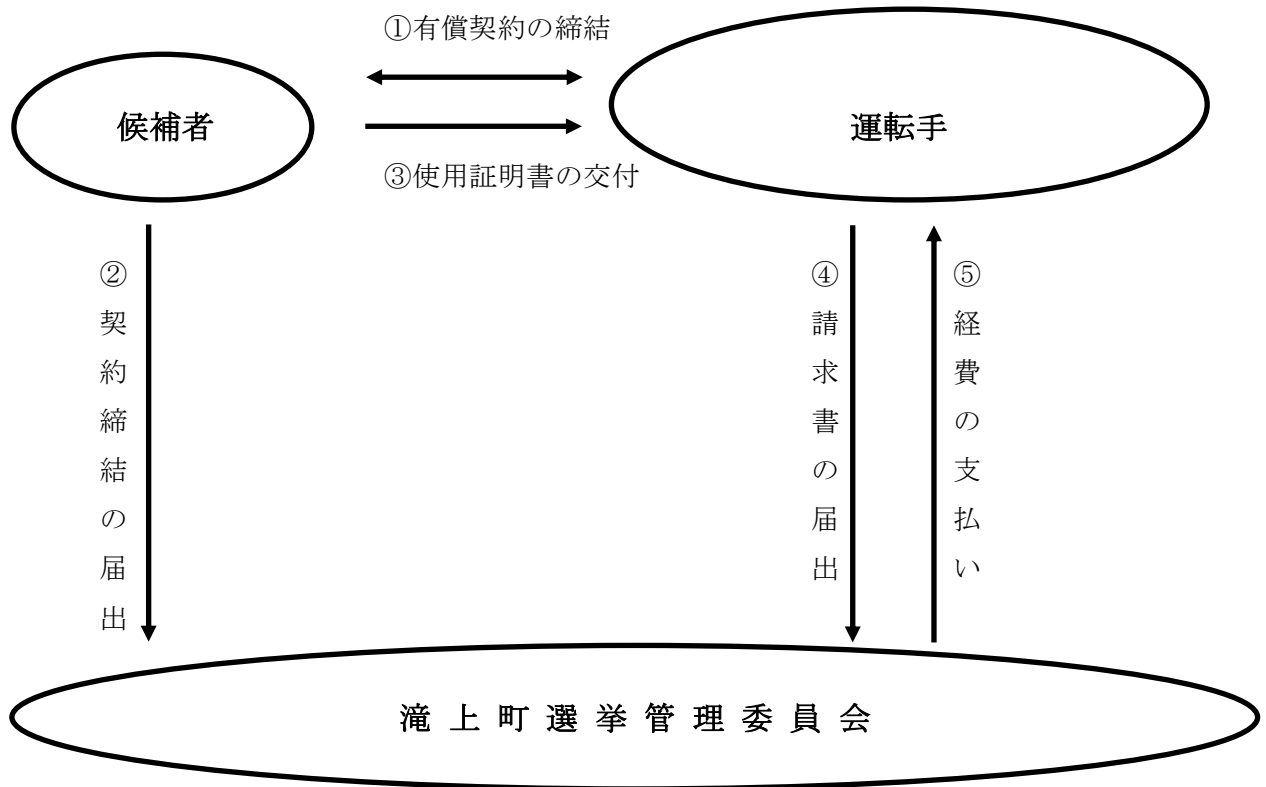 ①有償契約の締結
候補者
運転手
③使用証明書の交付
②契約締結の届出
④請求書の届出
⑤経費の支払い
滝上町選挙管理委員会